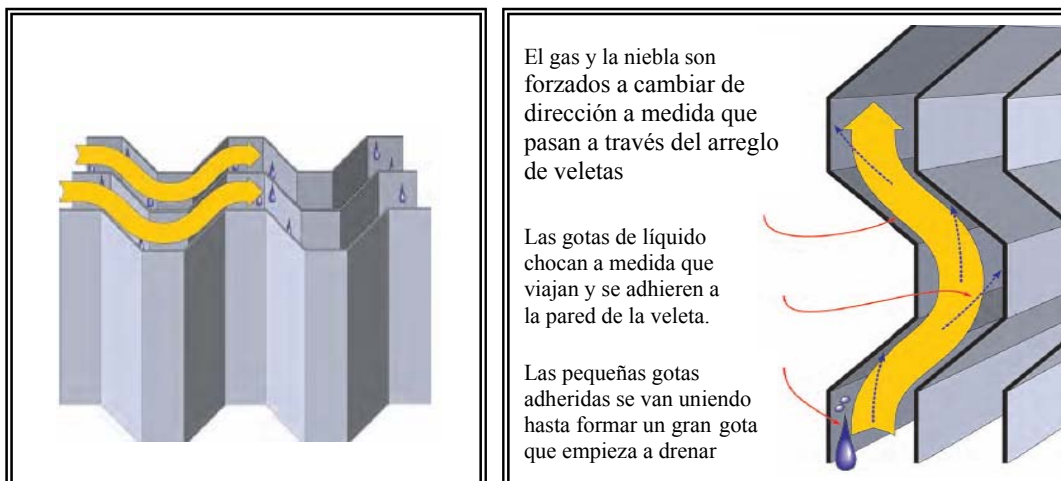 El gas y la niebla son
forzados a cambiar de
dirección a medida que
pasan a través del arreglo
de veletas
Las gotas de líquido
chocan a medida que
viajan y se adhieren a
la pared de la veleta.
Las pequeñas gotas
adheridas se van uniendo
hasta formar un gran gota
que empieza a drenar